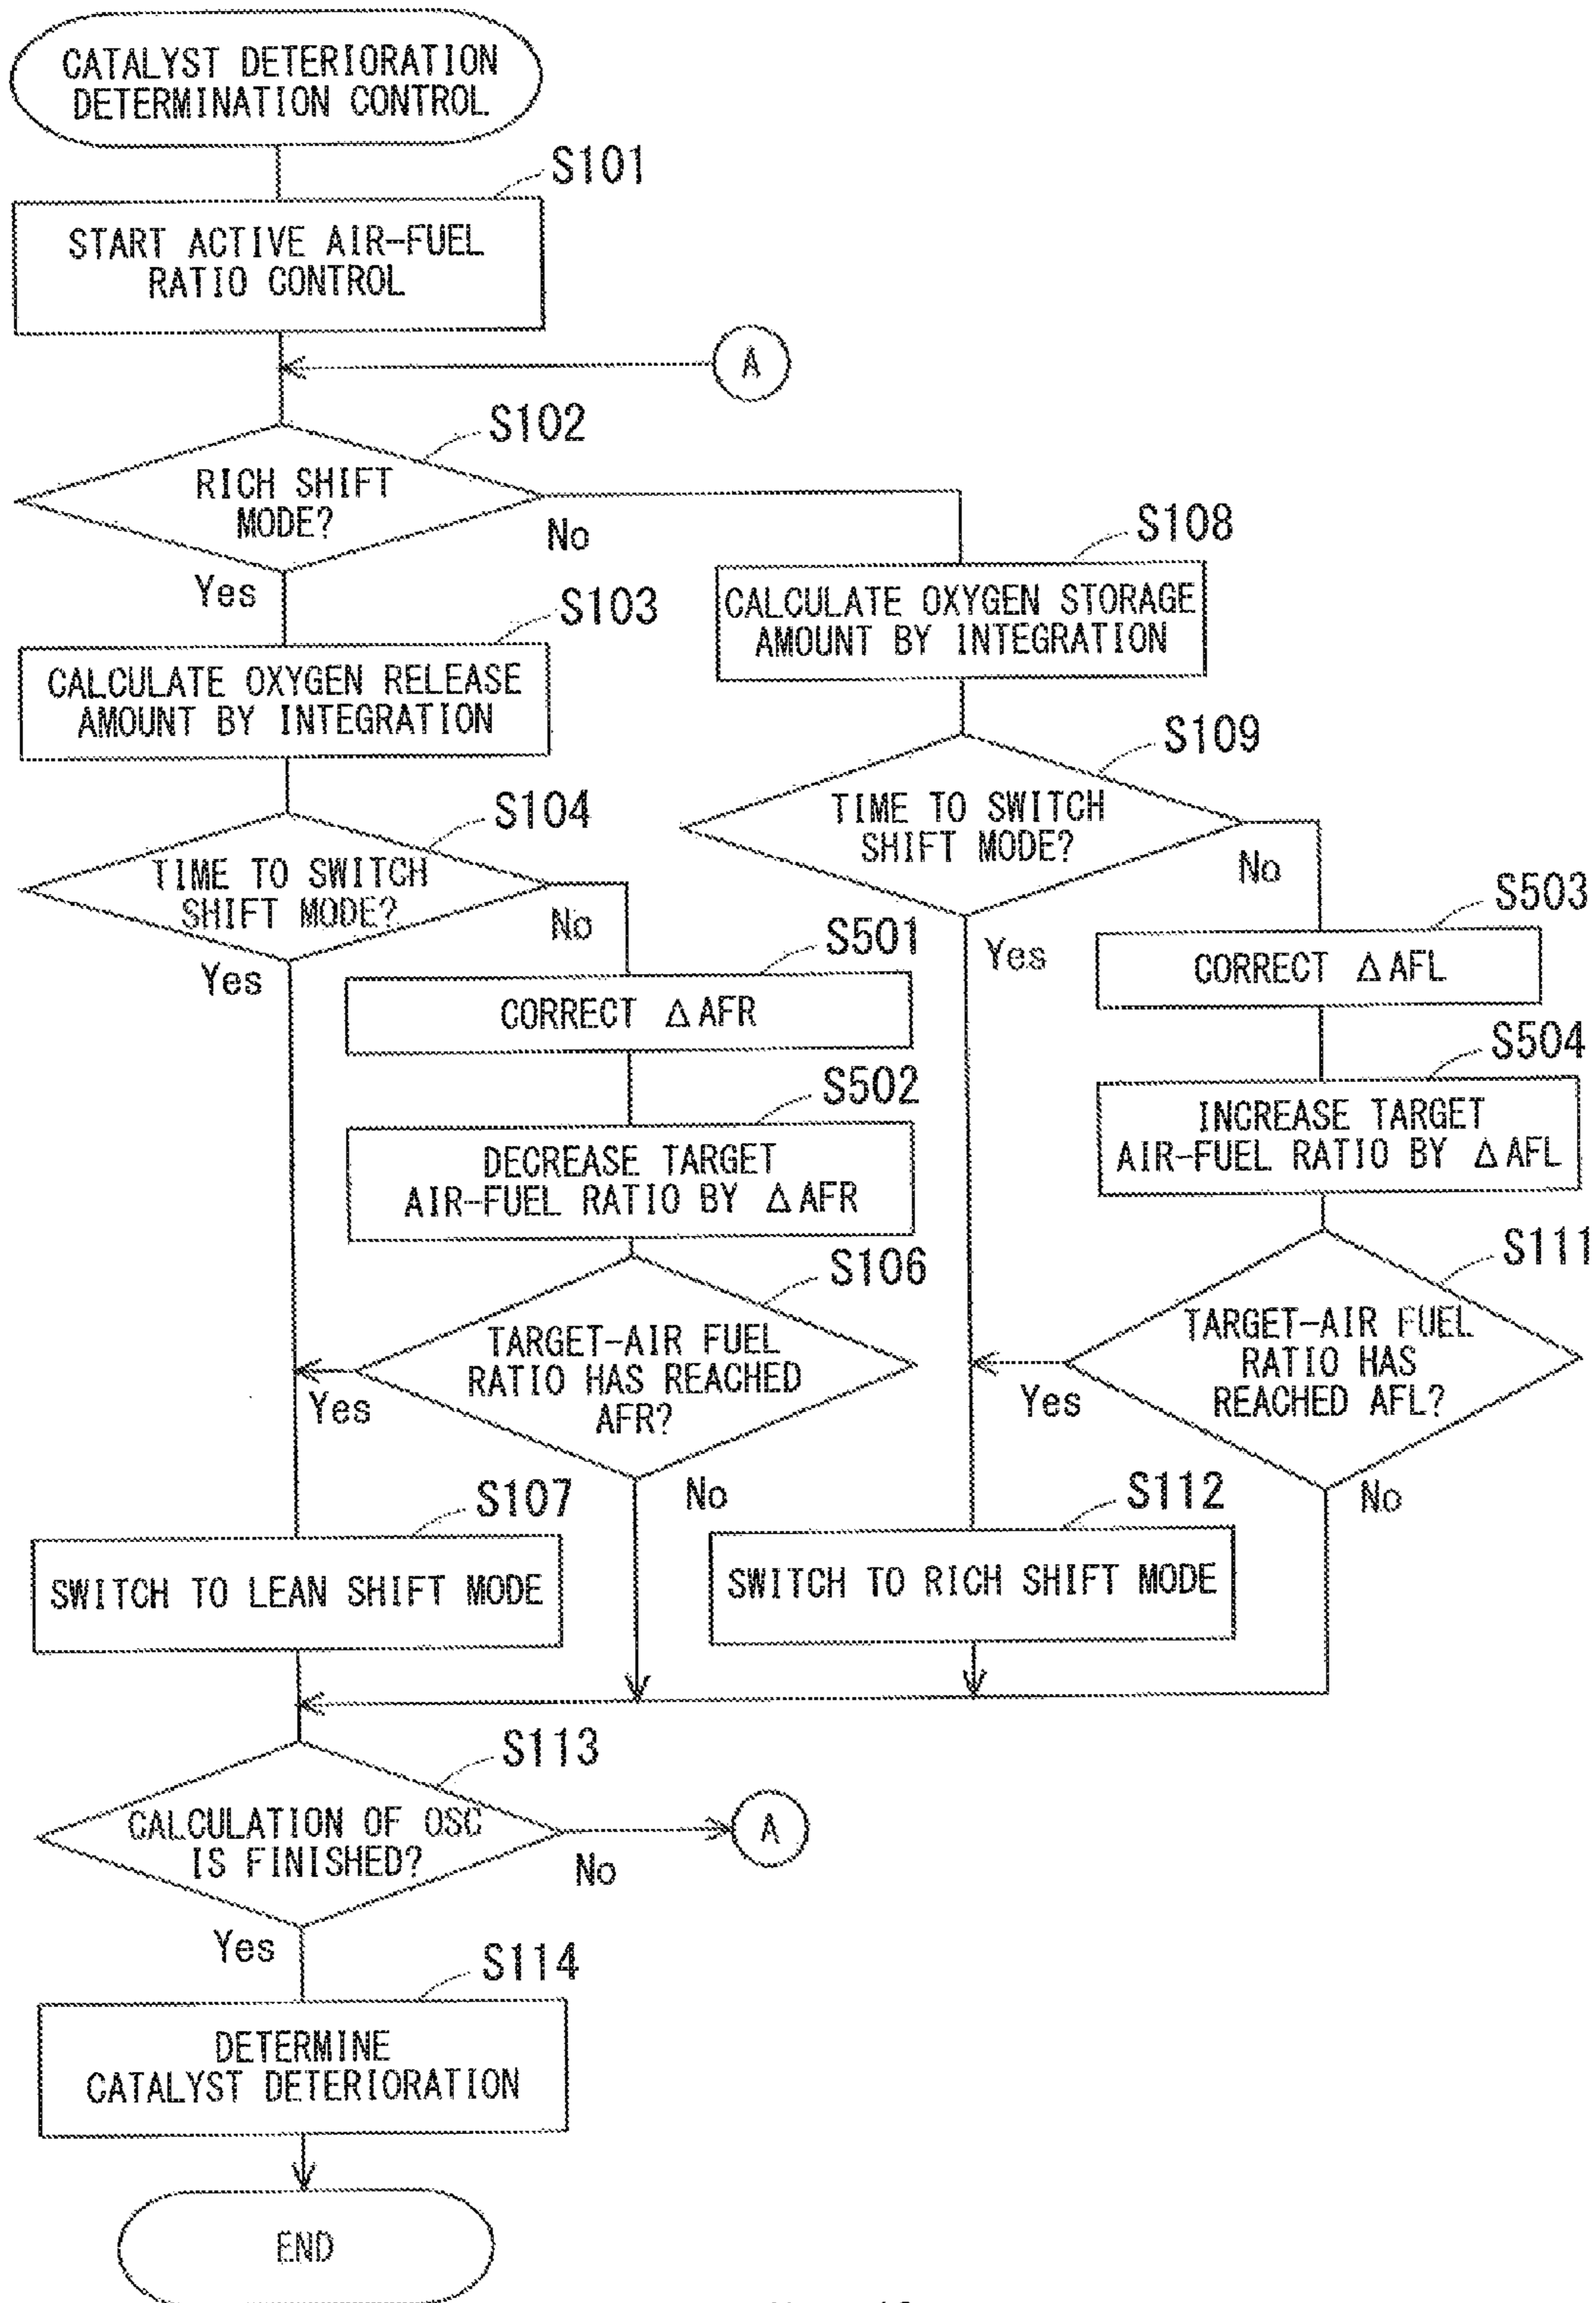 CATALYST DETERIORATION
DETERMINATION CONTROL
S101
START ACTIVE AIR-FUEL
RATIO CONTROL
A
S102
RICH SHIFT
MODE?
No
Yes
S108
CALCULATE OXYGEN STORAGE
AMOUNT BY INTEGRATION
S103
CALCULATE OXYGEN RELEASE
AMOUNT BY INTEGRATION
S109
TIME TO SWITCH
SHIFT MODE?
No
Yes
S104
TIME TO SWITCH
SHIFT MODE?
No
Yes
S503
CORRECT ΔAFL
S501
CORRECT ΔAFR
S504
INCREASE TARGET
AIR-FUEL RATIO BY ΔAFL
S502
DECREASE TARGET
AIR-FUEL RATIO BY ΔAFR
S111
TARGET-AIR FUEL
RATIO HAS
REACHED AFL?
Yes
No
S106
TARGET-AIR FUEL
RATIO HAS REACHED
AFR?
Yes
No
S107
SWITCH TO LEAN SHIFT MODE
S112
SWITCH TO RICH SHIFT MODE
S113
CALCULATION OF OSC
IS FINISHED?
No
A
Yes
S114
DETERMINE
CATALYST DETERIORATION
END